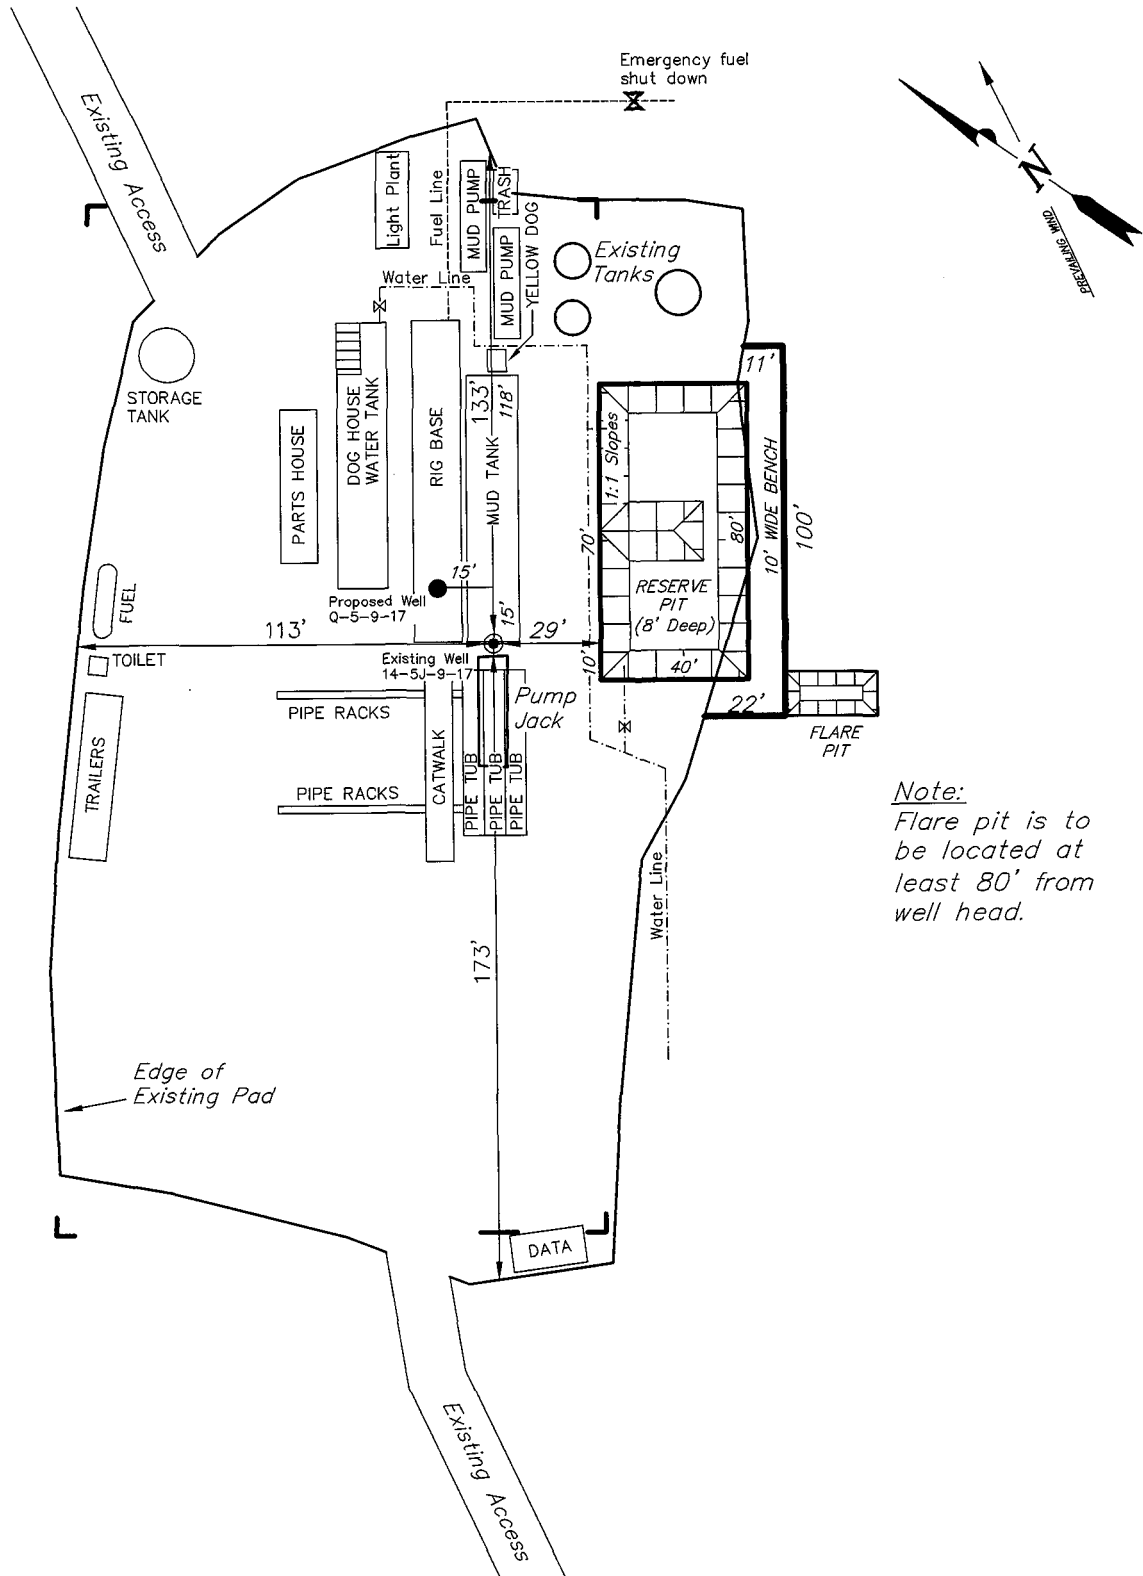 Emergency fuel
shut down
Existing Access
Light Plant
Fuel Line
MUD PUMP
TRASH
MUD PUMP
YELLOW DOG
Existing
Tanks
N
PREVAILING WIND
Water Line
STORAGE
TANK
PARTS HOUSE
DOG HOUSE
WATER TANK
RIG BASE
133'
118'
MUD TANK
11'
1:1 Slopes
70'
80'
10' WIDE BENCH
100'
RESERVE
PIT
(8' Deep)
15'
Proposed Well
Q-5-9-17
15'
FUEL
113'
29'
10'
40'
TOILET
Existing Well
14-5J-9-17
Pump
Jack
22'
FLARE
PIT
PIPE RACKS
TRAILERS
CATWALK
PIPE TUB
PIPE TUB
PIPE TUB
PIPE RACKS
Note:
Flare pit is to
be located at
least 80' from
well head.
Water Line
173'
Edge of
Existing Pad
DATA
Existing Access